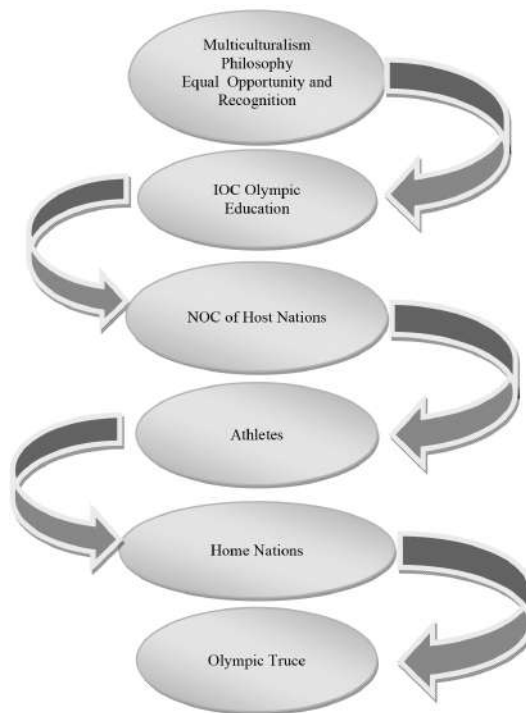 Multiculturalism
Philosophy
Equal Opportunity and
Recognition
IOC Olympic
Education
NOC of Host Nations
Athletes
Home Nations
Olympic Truce